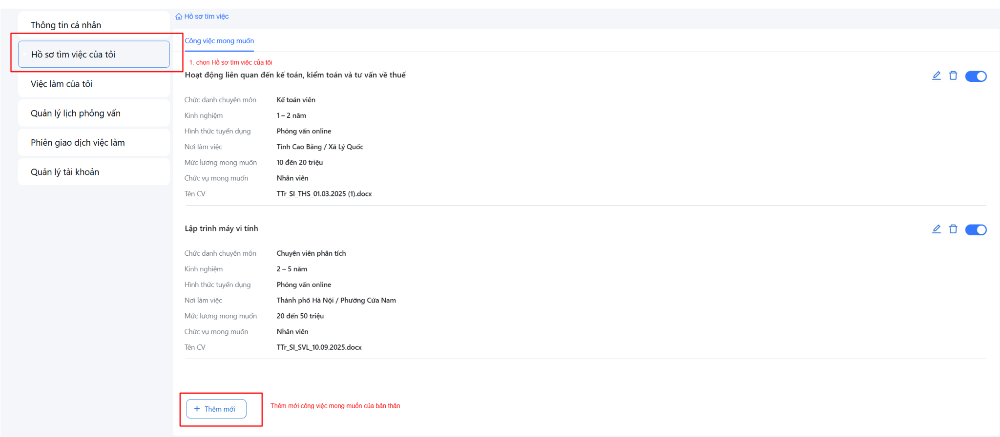 Thông tin cá nhân
Hồ sơ tìm việc của tôi
Việc làm của tôi
Quản lý lịch phỏng vấn
Phiên giao dịch việc làm
Quản lý tài khoản
Hồ sơ tìm việc
Công việc mong muốn
1. chọn Hồ sơ tìm việc của tôi
Hoạt động liên quan đến kế toán, kiểm toán và tư vấn về thuế
Chức danh chuyên môn Kế toán viên
Kinh nghiệm 1 – 2 năm
Hình thức tuyển dụng Phỏng vấn online
Nơi làm việc Tỉnh Cao Bằng / Xã Lý Quốc
Mức lương mong muốn 10 đến 20 triệu
Chức vụ mong muốn Nhân viên
Tên CV TTr_SI_THS_01.03.2025 (1).docx
Lập trình máy vi tính
Chức danh chuyên môn Chuyên viên phân tích
Kinh nghiệm 2 – 5 năm
Hình thức tuyển dụng Phỏng vấn online
Nơi làm việc Thành phố Hà Nội / Phường Cửa Nam
Mức lương mong muốn 20 đến 50 triệu
Chức vụ mong muốn Nhân viên
Tên CV TTr_SI_SVL_10.09.2025.docx
+ Thêm mới
Thêm mới công việc mong muốn của bản thân